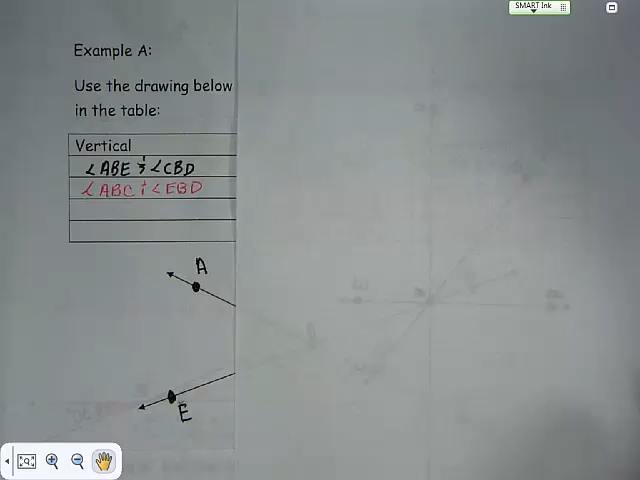 SMART Ink
Example A:
Use the drawing below
in the table:
Vertical
∠ABE & ∠CBD
∠ABC & ∠EBD
A
E